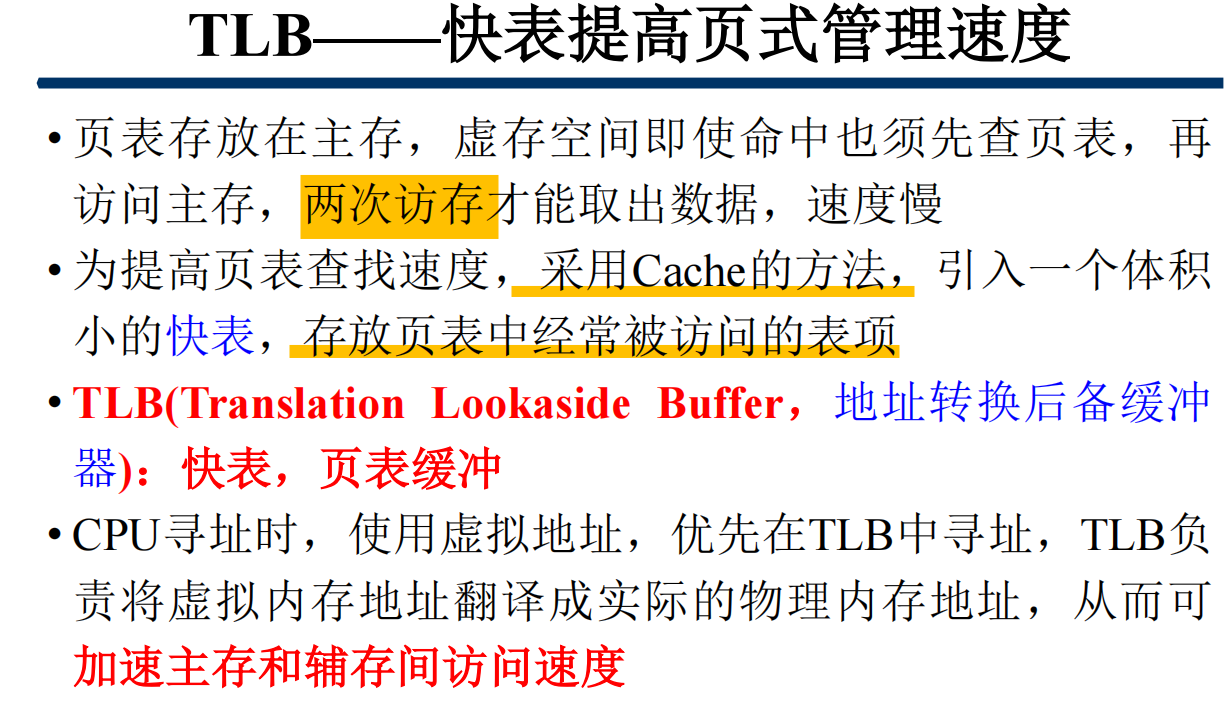 TLB——快表提高页式管理速度
• 页表存放在主存，虚存空间即使命中也须先查页表，再
访问主存，两次访存才能取出数据，速度慢
• 为提高页表查找速度，采用Cache的方法，引入一个体积
小的快表，存放页表中经常被访问的表项
• TLB(Translation Lookaside Buffer，地址转换后备缓冲
器)：快表，页表缓冲
• CPU寻址时，使用虚拟地址，优先在TLB中寻址，TLB负
责将虚拟内存地址翻译成实际的物理内存地址，从而可
加速主存和辅存间访问速度